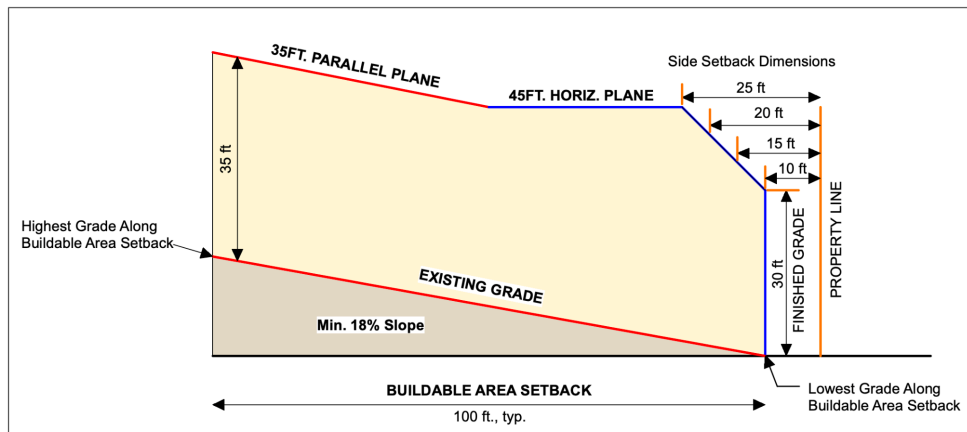 35FT. PARALLEL PLANE
Side Setback Dimensions
25 ft
45FT. HORIZ. PLANE
20 ft
15 ft
10 ft
35 ft
Highest Grade Along
Buildable Area Setback
EXISTING GRADE
30 ft
FINISHED GRADE
PROPERTY LINE
Min. 18% Slope
BUILDABLE AREA SETBACK
100 ft., typ.
Lowest Grade Along
Buildable Area Setback